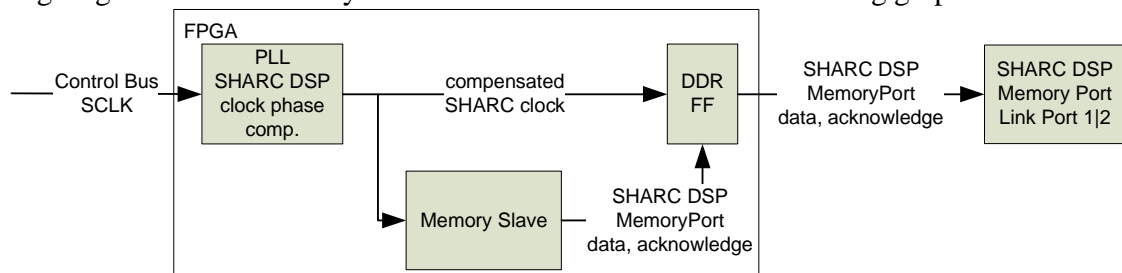 FPGA
Control Bus
SCLK
PLL
SHARC DSP
clock phase
comp.
compensated
SHARC clock
DDR
FF
SHARC DSP
MemoryPort
data, acknowledge
SHARC DSP
Memory Port
Link Port 1|2
Memory Slave
SHARC DSP
MemoryPort
data, acknowledge